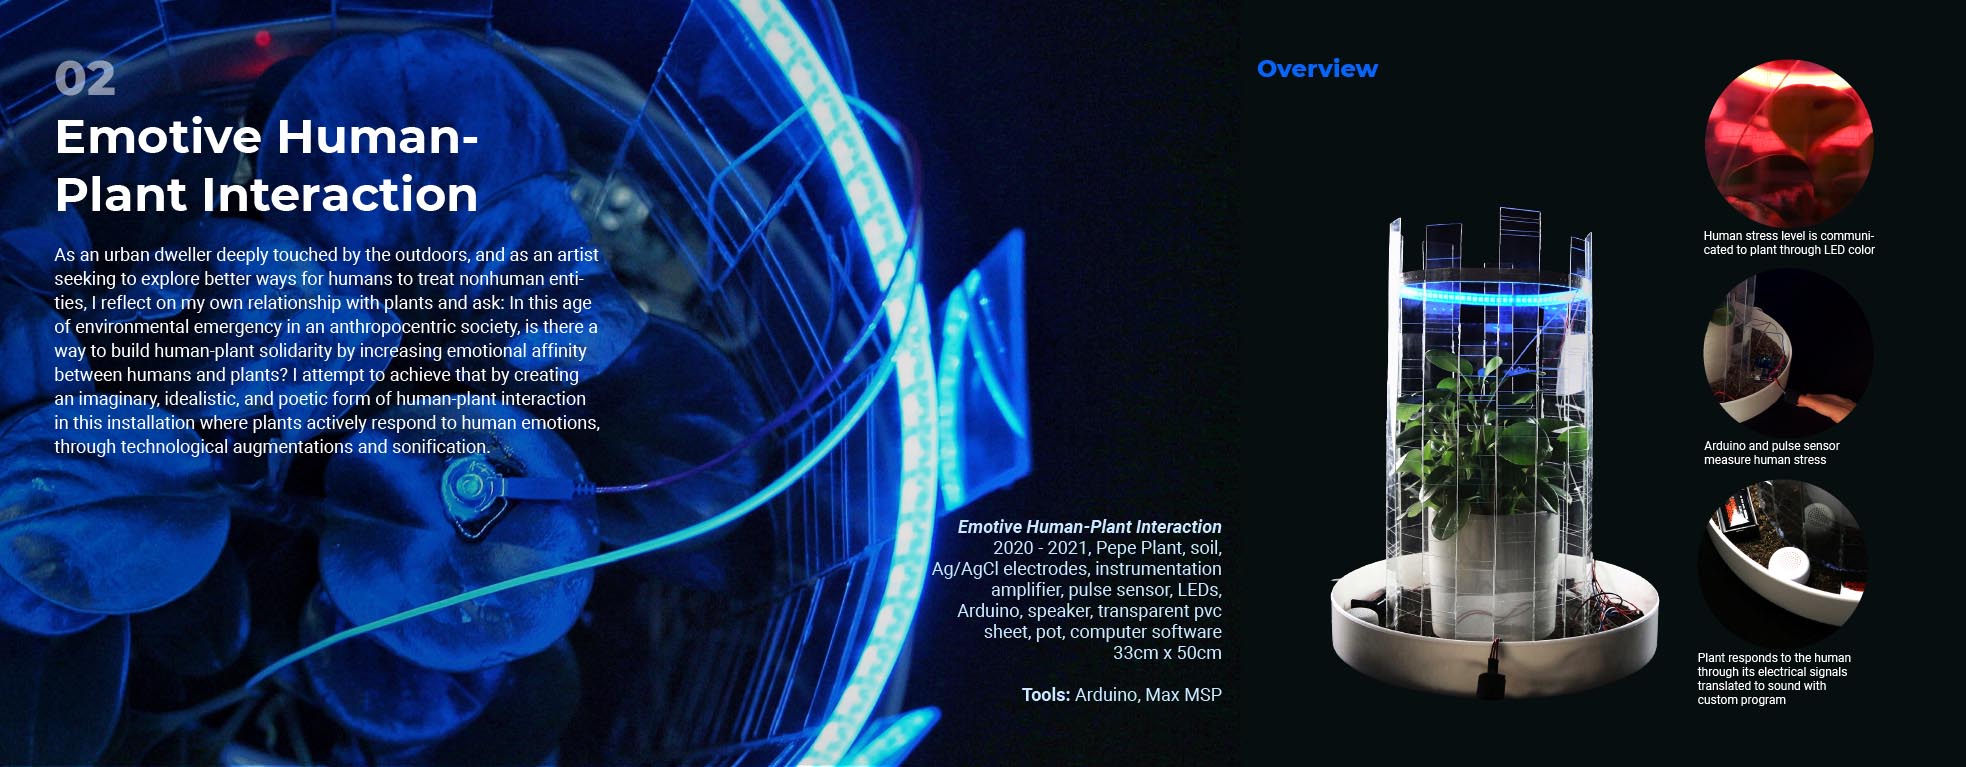 02
Emotive Human-
Plant Interaction
As an urban dweller deeply touched by the outdoors, and as an artist
seeking to explore better ways for humans to treat nonhuman enti-
ties, I reflect on my own relationship with plants and ask: In this age
of environmental emergency in an anthropocentric society, is there a
way to build human-plant solidarity by increasing emotional affinity
between humans and plants? I attempt to achieve that by creating
an imaginary, idealistic, and poetic form of human-plant interaction
in this installation where plants actively respond to human emotions,
through technological augmentations and sonification.
Emotive Human-Plant Interaction
2020 - 2021, Pepe Plant, soil,
Ag/AgCl electrodes, instrumentation
amplifier, pulse sensor, LEDs,
Arduino, speaker, transparent pvc
sheet, pot, computer software
33cm x 50cm
Tools: Arduino, Max MSP
Overview
Human stress level is communi-
cated to plant through LED color
Arduino and pulse sensor
measure human stress
Plant responds to the human
through its electrical signals
translated to sound with
custom program